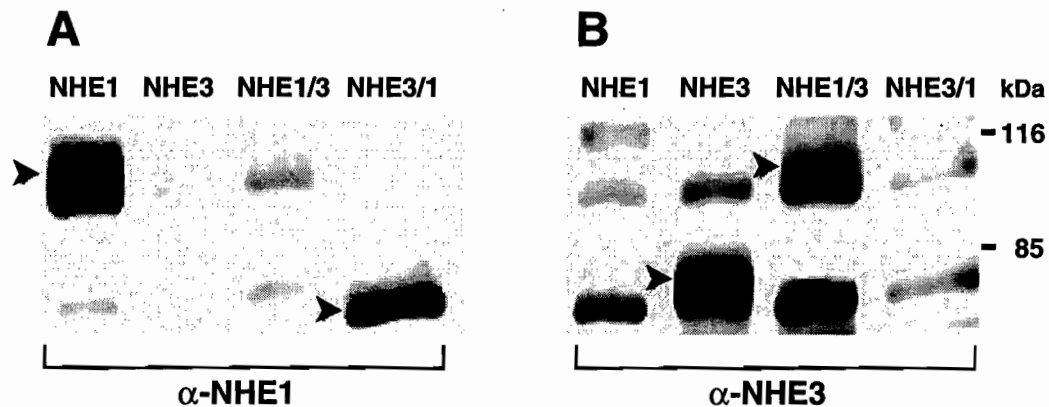 A
B
NHE1 NHE3 NHE1/3 NHE3/1
NHE1 NHE3 NHE1/3 NHE3/1 kDa
116
85
α-NHE1
α-NHE3